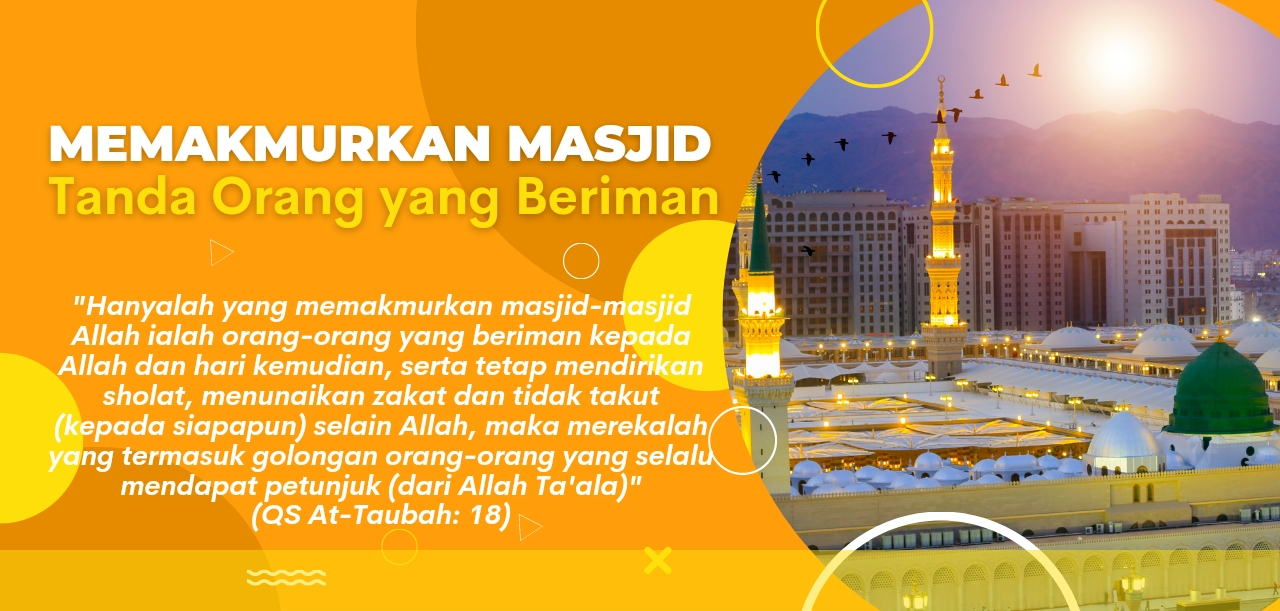 MEMAKMURKAN MASJID
Tanda Orang yang Beriman
"Hanyalah yang memakmurkan masjid-masjid
Allah ialah orang-orang yang beriman kepada
Allah dan hari kemudian, serta tetap mendirikan
sholat, menunaikan zakat dan tidak takut
(kepada siapapun) selain Allah, maka merekalah
yang termasuk golongan orang-orang yang selalu
mendapat petunjuk (dari Allah Ta'ala)"
(QS At-Taubah: 18)